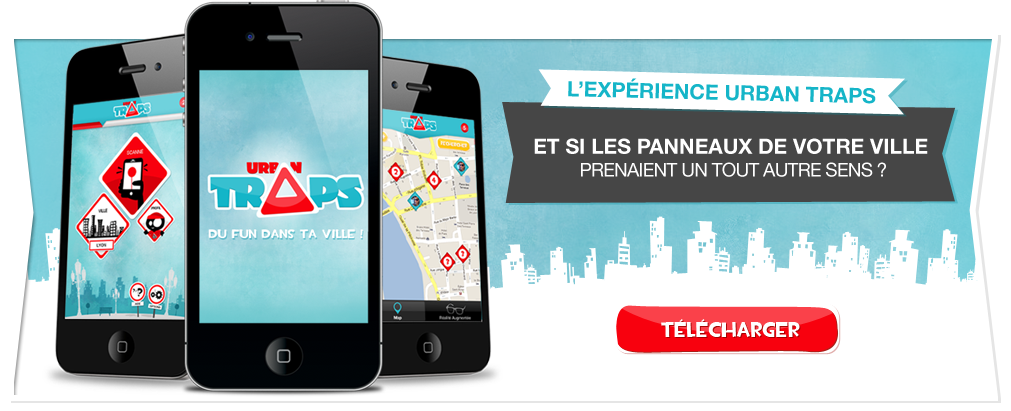 L'EXPÉRIENCE URBAN TRAPS
ET SI LES PANNEAUX DE VOTRE VILLE
PRENAIENT UN TOUT AUTRE SENS ?
TÉLÉCHARGER
URBAN
TRAPS
DU FUN DANS TA VILLE !
TRAPS
SCANNE
VILLE
LYON
TRAPS
Map
Réalité Augmentée